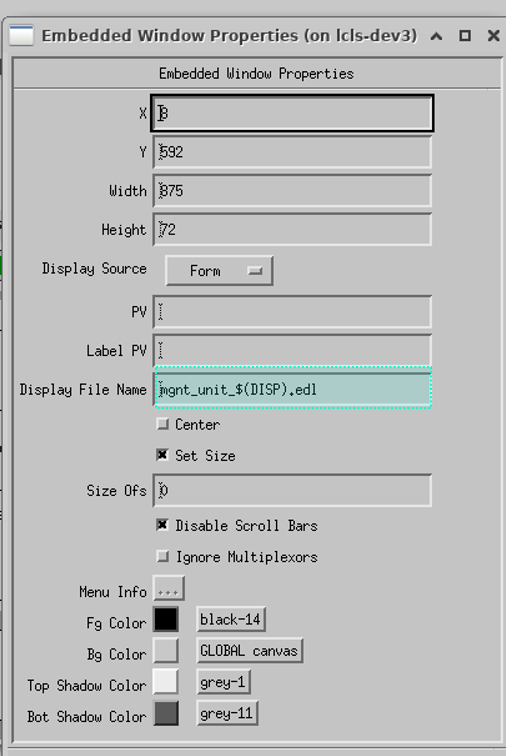 Embedded Window Properties (on lcls-dev3)
Embedded Window Properties
X 8
Y 592
Width 875
Height 72
Display Source Form
PV
Label PV
Display File Name mgnt_unit_$(DISP).edl
Center
Set Size
Size Ofs 0
Disable Scroll Bars
Ignore Multiplexors
Menu Info ...
Fg Color black-14
Bg Color GLOBAL canvas
Top Shadow Color grey-1
Bot Shadow Color grey-11